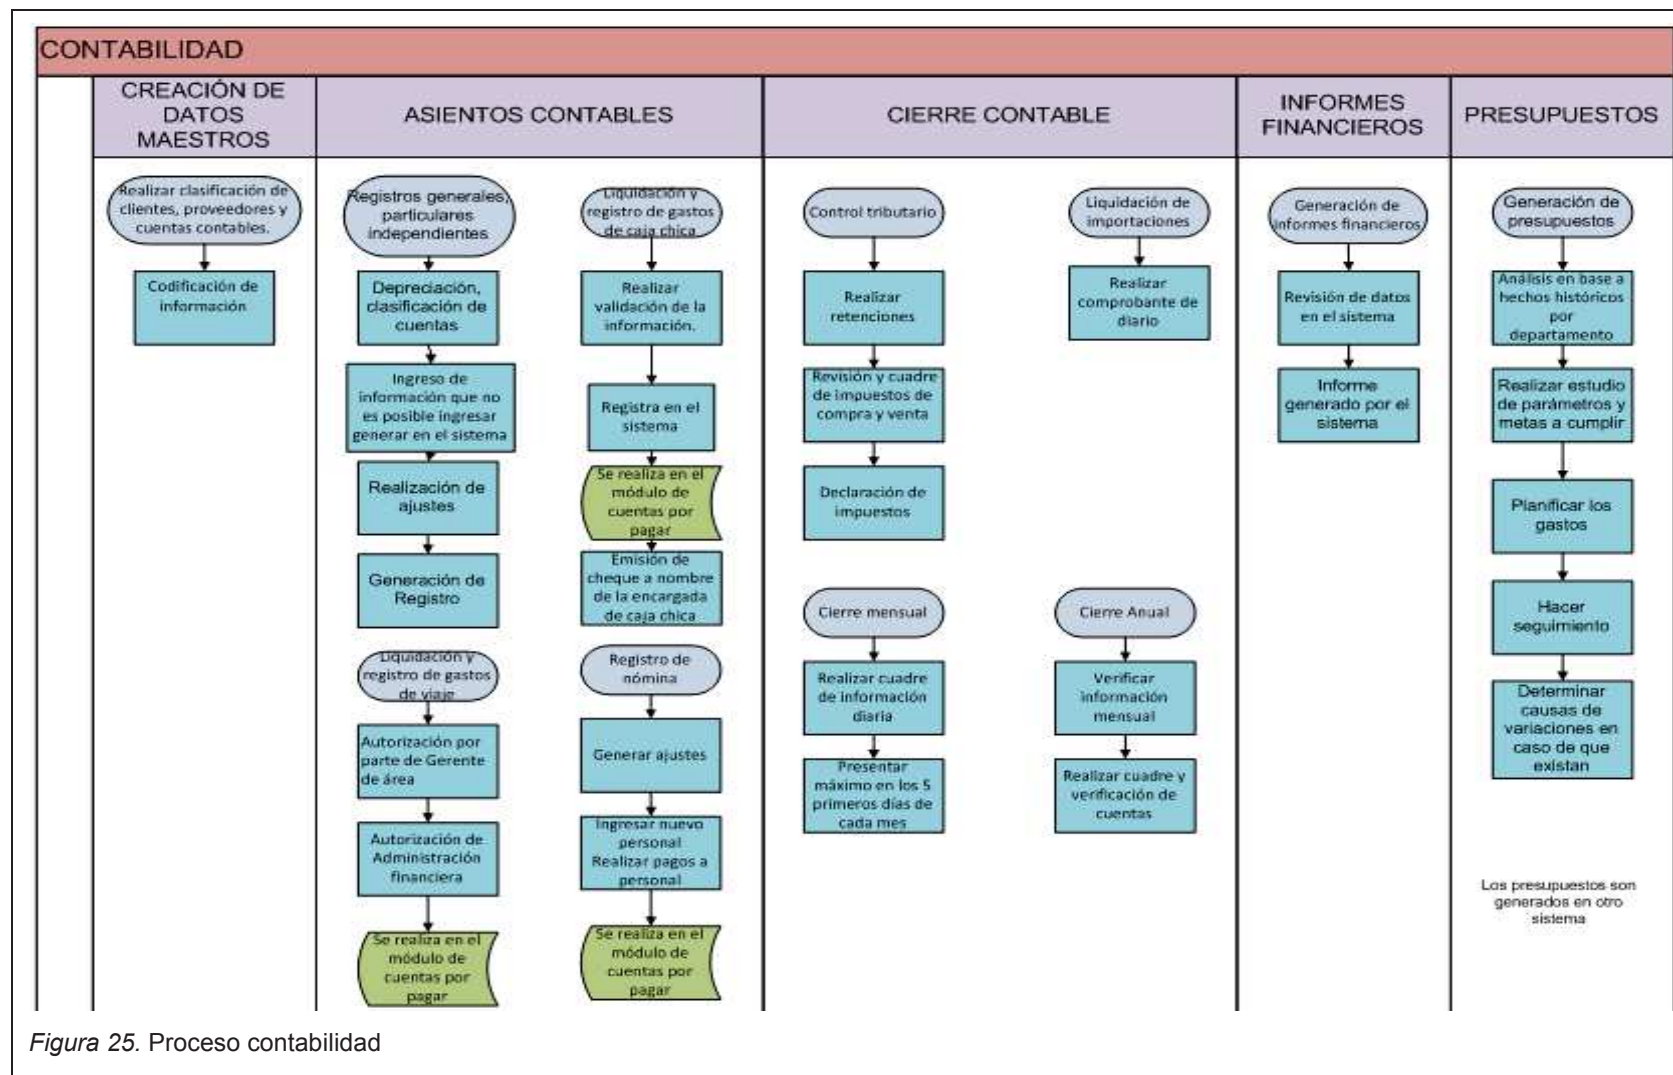 CONTABILIDAD
CREACIÓN DE
DATOS
MAESTROS
ASIENTOS CONTABLES
CIERRE CONTABLE
INFORMES
FINANCIEROS
PRESUPUESTOS
Realizar clasificación de
clientes, proveedores y
cuentas contables.
Codificación de
información
Registros generales,
particulares
independientes
Depreciación,
clasificación de
cuentas
Ingreso de
información que no
es posible ingresar
generar en el sistema
Realización de
ajustes
Generación de
Registro
Liquidación y
registro de gastos
de caja chica
Realizar
validación de la
información.
Registra en el
sistema
Se realiza en el
módulo de
cuentas por
pagar
Emisión de
cheque a nombre
de la encargada
de caja chica
Liquidación y
registro de gastos
de viaje
Autorización por
parte de Gerente
de área
Autorización de
Administración
financiera
Se realiza en el
módulo de
cuentas por
pagar
Registro de
nómina
Generar ajustes
Ingresar nuevo
personal
Realizar pagos a
personal
Se realiza en el
módulo de
cuentas por
pagar
Control tributario
Realizar
retenciones
Revisión y cuadre
de impuestos de
compra y venta
Declaración de
impuestos
Liquidación de
importaciones
Realizar
comprobante de
diario
Cierre mensual
Realizar cuadre
de información
diaria
Presentar
máximo en los 5
primeros días de
cada mes
Cierre Anual
Verificar
información
mensual
Realizar cuadre y
verificación de
cuentas
Generación de
informes financieros
Revisión de datos
en el sistema
Informe
generado por el
sistema
Generación de
presupuestos
Análisis en base a
hechos históricos
por
departamento
Realizar estudio
de parámetros y
metas a cumplir
Planificar los
gastos
Hacer
seguimiento
Determinar
causas de
variaciones en
caso de que
existan
Los presupuestos son
generados en otro
sistema
Figura 25. Proceso contabilidad